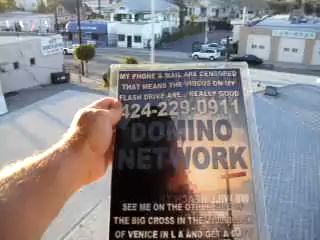 MY PHONE & MAIL ARE CENSORED
THAT MEANS THE VIDEOS ON MY
FLASH DRIVE ARE... REALLY GOOD
424-229-0911
DOMINO
NETWORK
SEE ME ON THE OTHER SIDE OF
THE BIG CROSS IN THE
OF VENICE IN L A AND GET A